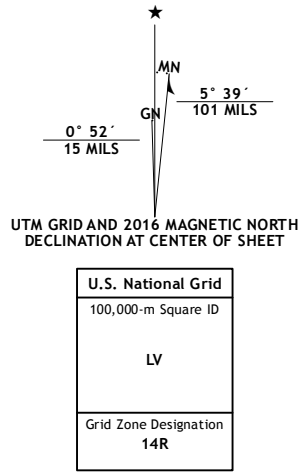 MN
GN
5° 39´
101 MILS
0° 52´
15 MILS
UTM GRID AND 2016 MAGNETIC NORTH
DECLINATION AT CENTER OF SHEET
U.S. National Grid
100,000-m Square ID
LV
Grid Zone Designation
14R